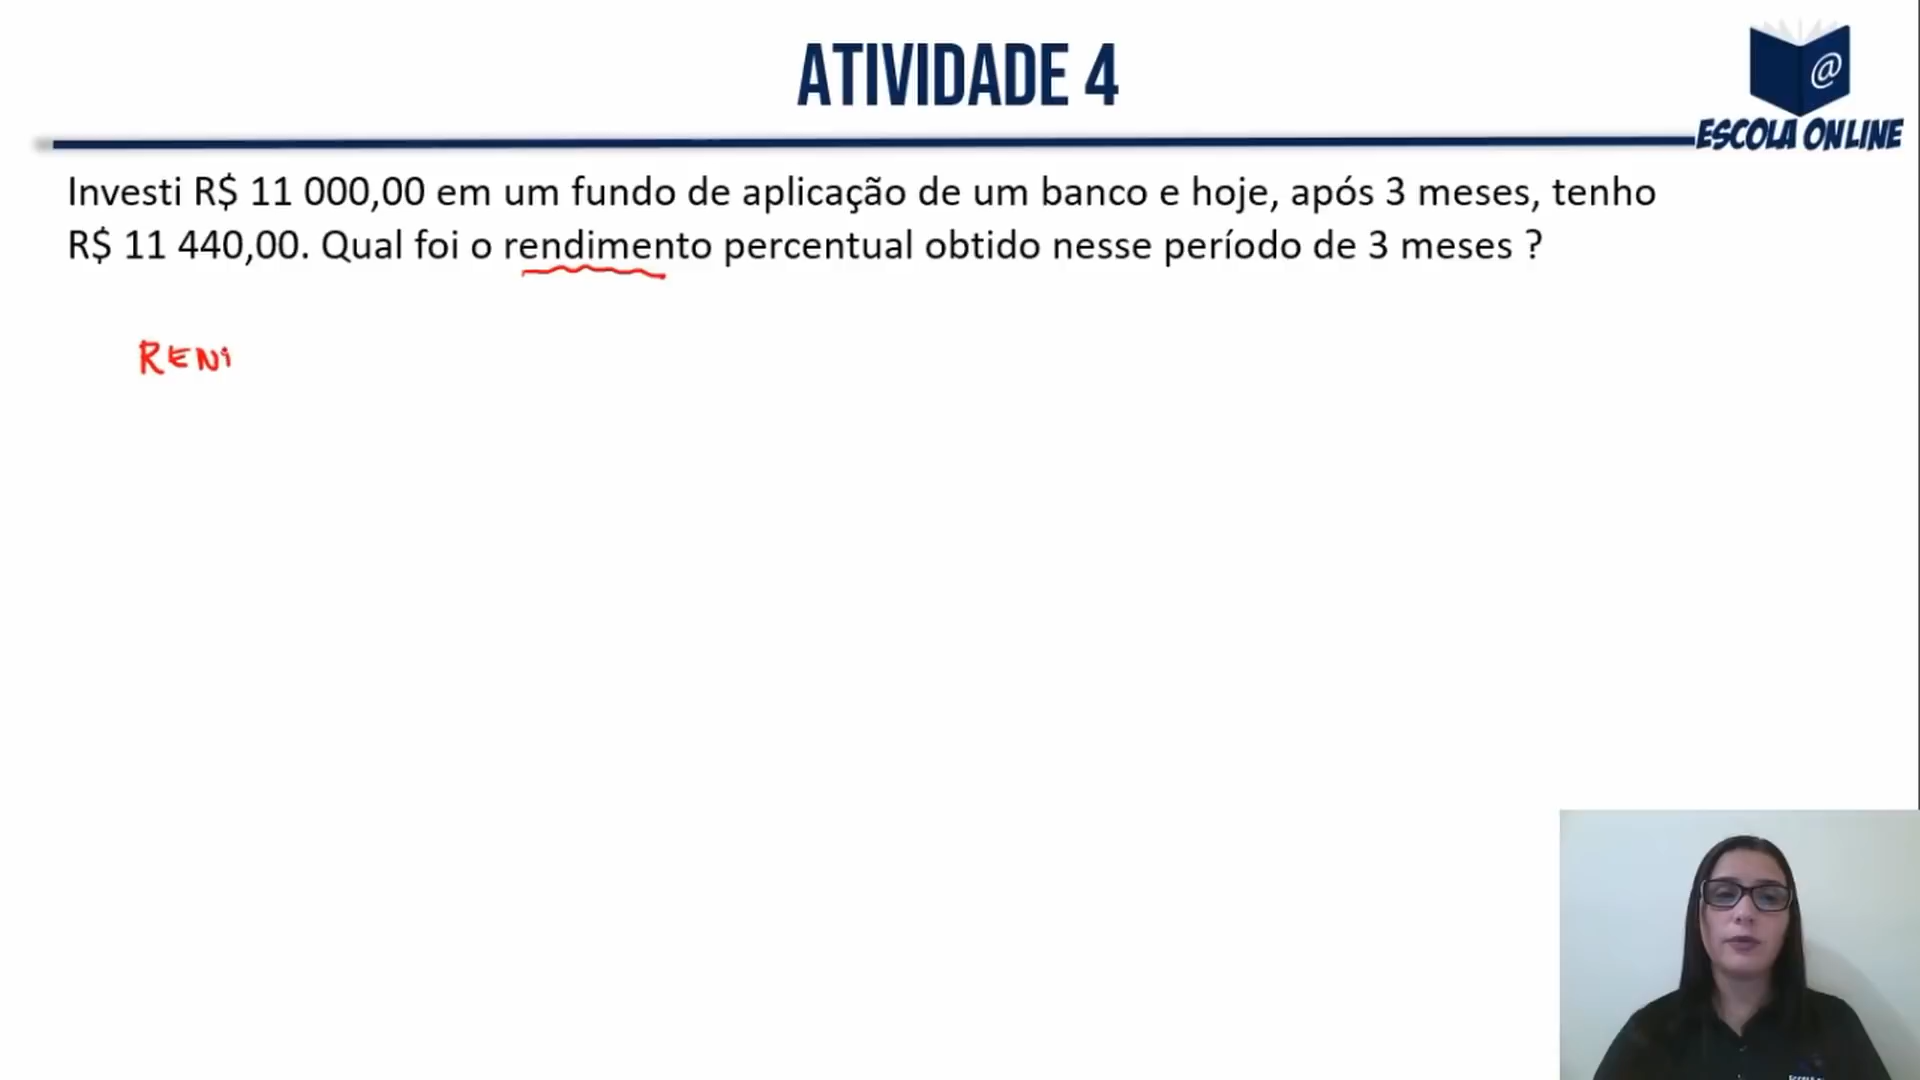 ATIVIDADE 4
@
ESCOLA ONLINE
Investi R$ 11 000,00 em um fundo de aplicação de um banco e hoje, após 3 meses, tenho
R$ 11 440,00. Qual foi o rendimento percentual obtido nesse período de 3 meses ?
RENI